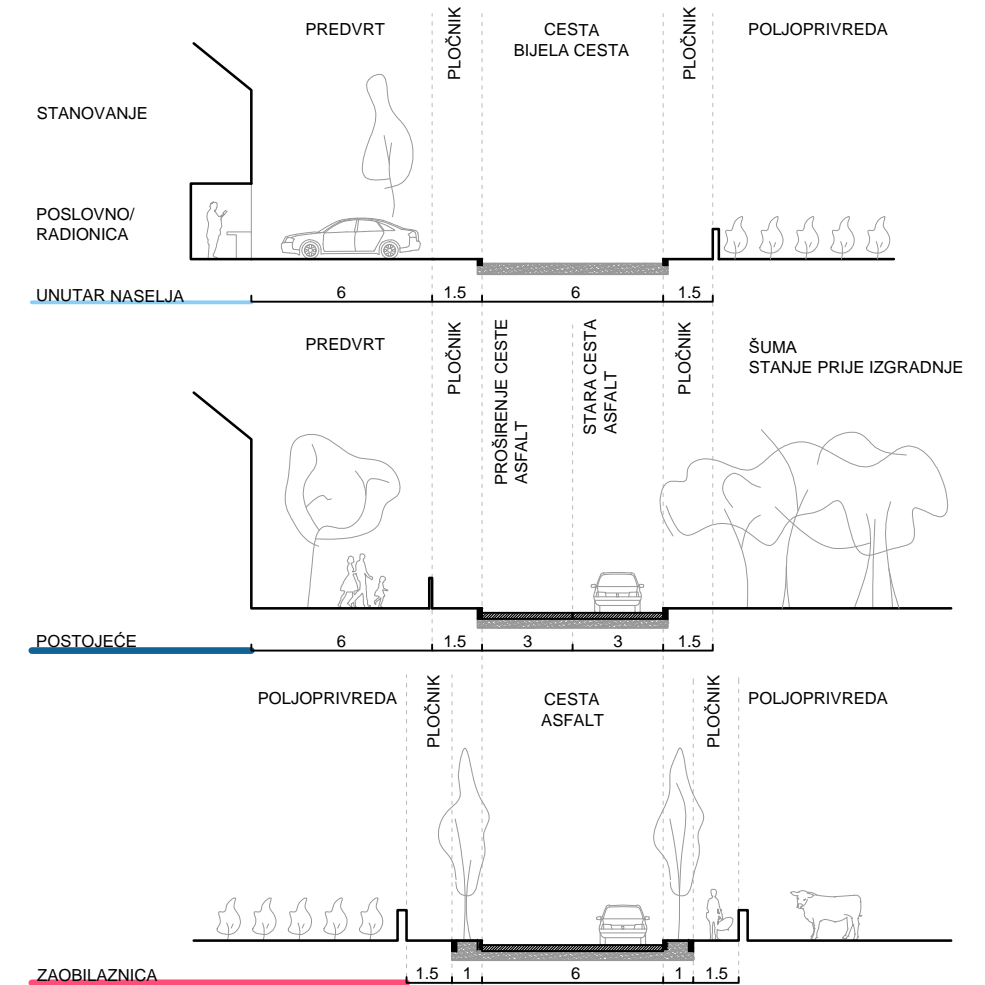 PREDVRT
PLOČNIK
CESTA
BIJELA CESTA
PLOČNIK
POLJOPRIVREDA
STANOVANJE
POSLOVNO/
RADIONICA
UNUTAR NASELJA
6
1.5
6
1.5
PREDVRT
PLOČNIK
PROŠIRENJE CESTE
ASFALT
STARA CESTA
ASFALT
PLOČNIK
ŠUMA
STANJE PRIJE IZGRADNJE
POSTOJEĆE
6
1.5
3
3
1.5
POLJOPRIVREDA
PLOČNIK
CESTA
ASFALT
PLOČNIK
POLJOPRIVREDA
ZAOBILAZNICA
1.5
1
6
1
1.5